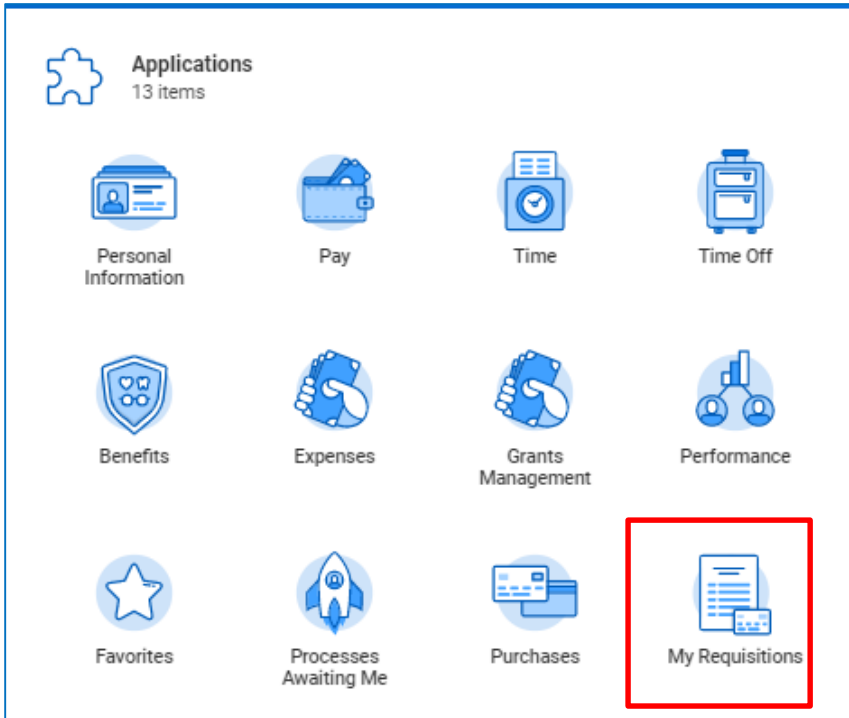 Applications
13 items
Personal
Information
Pay
Time
Time Off
Benefits
Expenses
Grants
Management
Performance
Favorites
Processes
Awaiting Me
Purchases
My Requisitions